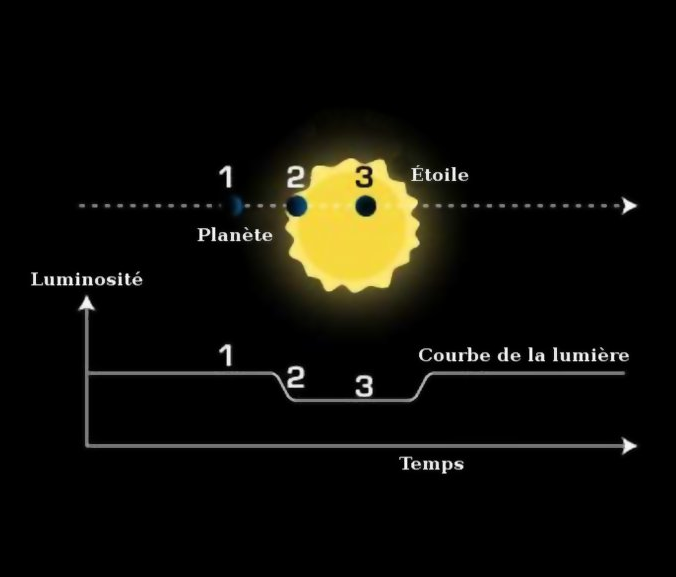 1 2 3 Étoile
Planète
Luminosité
1 2 3 Courbe de la lumière
Temps